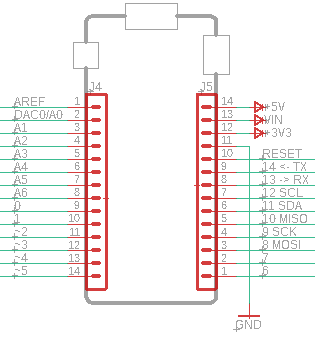 J4
AREF 1
DAC0/A0 2
A1 3
A2 4
A3 5
A4 6
A5 7
A6 8
0 9
1 10
~2 11
~3 12
~4 13
~5 14
J5
14 +5V
13 VIN
12 +3V3
11
10 RESET
9 14 <- TX
8 13 -> RX
7 12 SCL
6 11 SDA
5 10 MISO
4 9 SCK
3 8 MOSI
2 7
1 6
GND